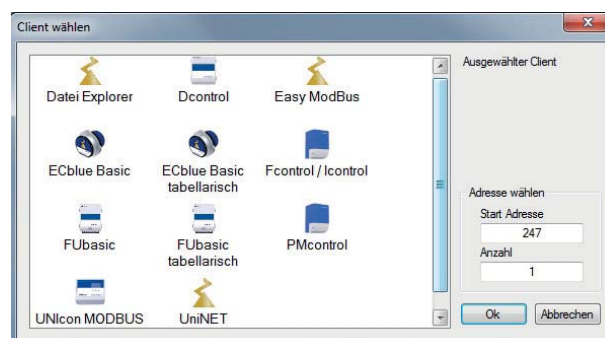 Client wählen
Ausgewählter Client
Datei Explorer
Dcontrol
Easy ModBus
ECblue Basic
ECblue Basic
tabellarisch
Fcontrol / Icontrol
FUbasic
FUbasic
tabellarisch
PMcontrol
UNIcon MODBUS
UniNET
Adresse wählen
Start Adresse
247
Anzahl
1
Ok
Abbrechen